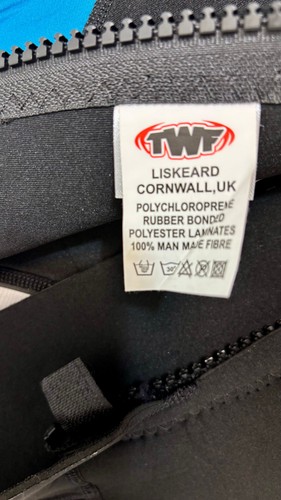 TWF
LISKEARD
CORNWALL,UK
POLYCHLOROPRENE
RUBBER BONDED
POLYESTER LAMINATES
100% MAN MADE FIBRE